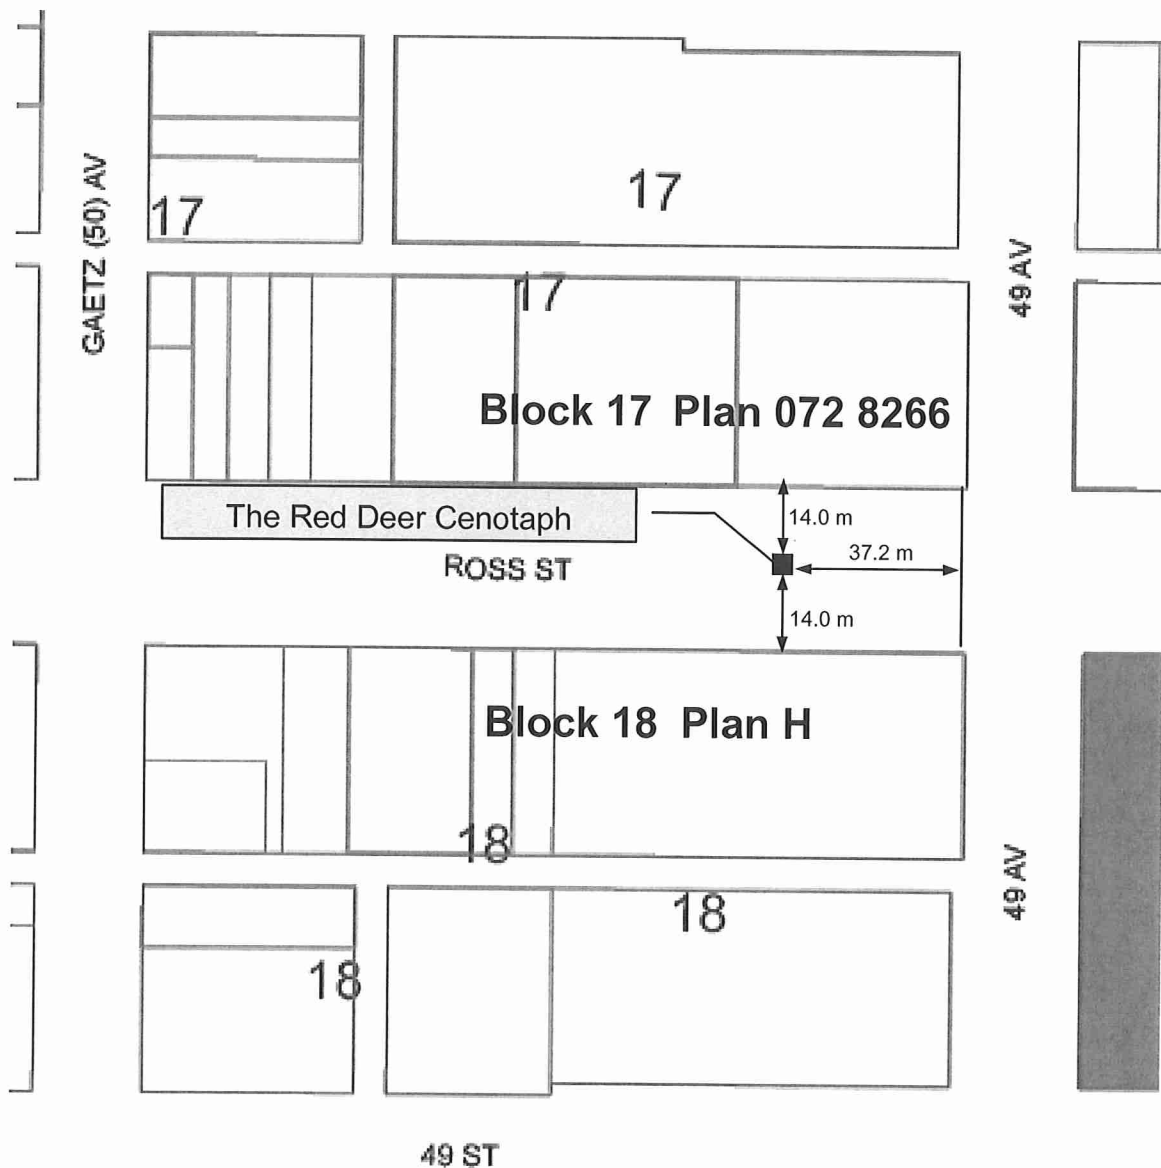 17
17
GAETZ (50) AV
49 AV
17
Block 17 Plan 072 8266
The Red Deer Cenotaph
14.0 m
37.2 m
ROSS ST
14.0 m
Block 18 Plan H
18
49 AV
18
18
49 ST